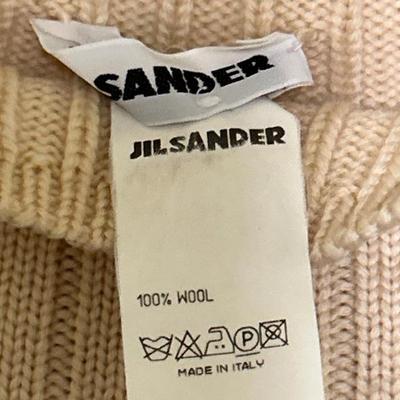 SANDER
JILSANDER
100% WOOL
P
MADE IN ITALY